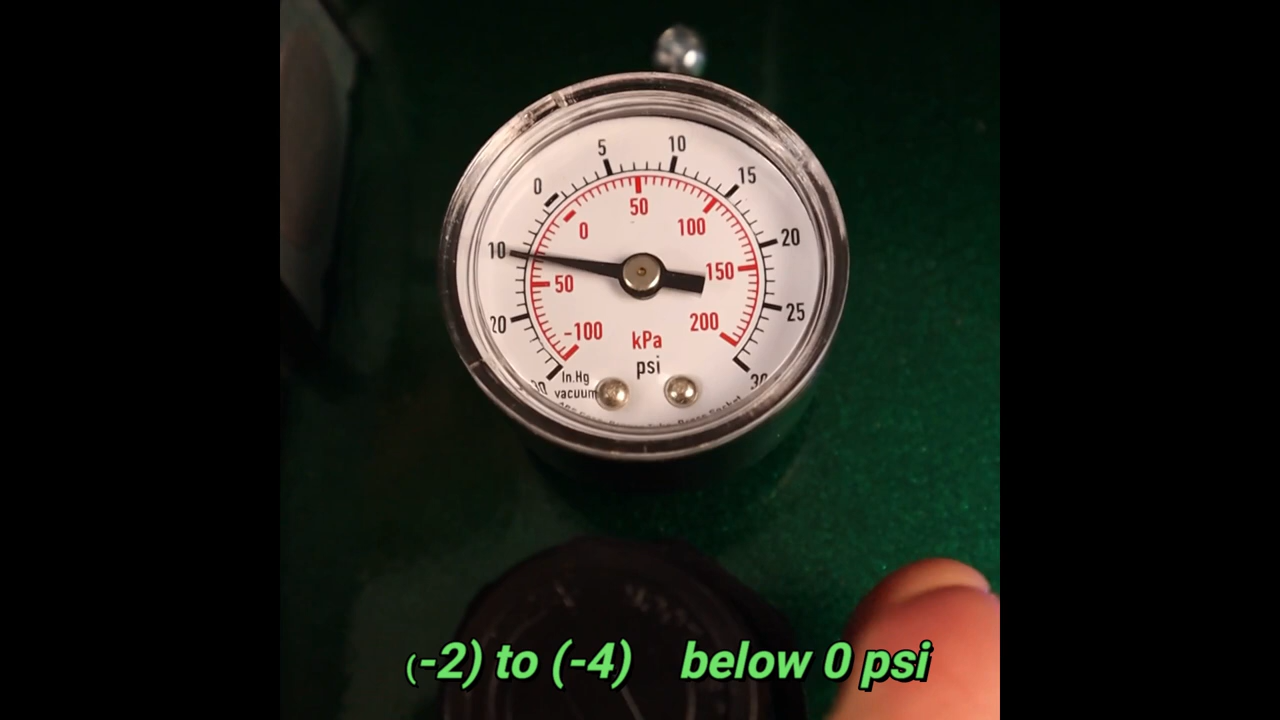 5 10
0 15
50
0 100
10 20
150
50
25
20 -100 200
kPa
psi
In.Hg
vacuum
30
(-2) to (-4) below 0 psi